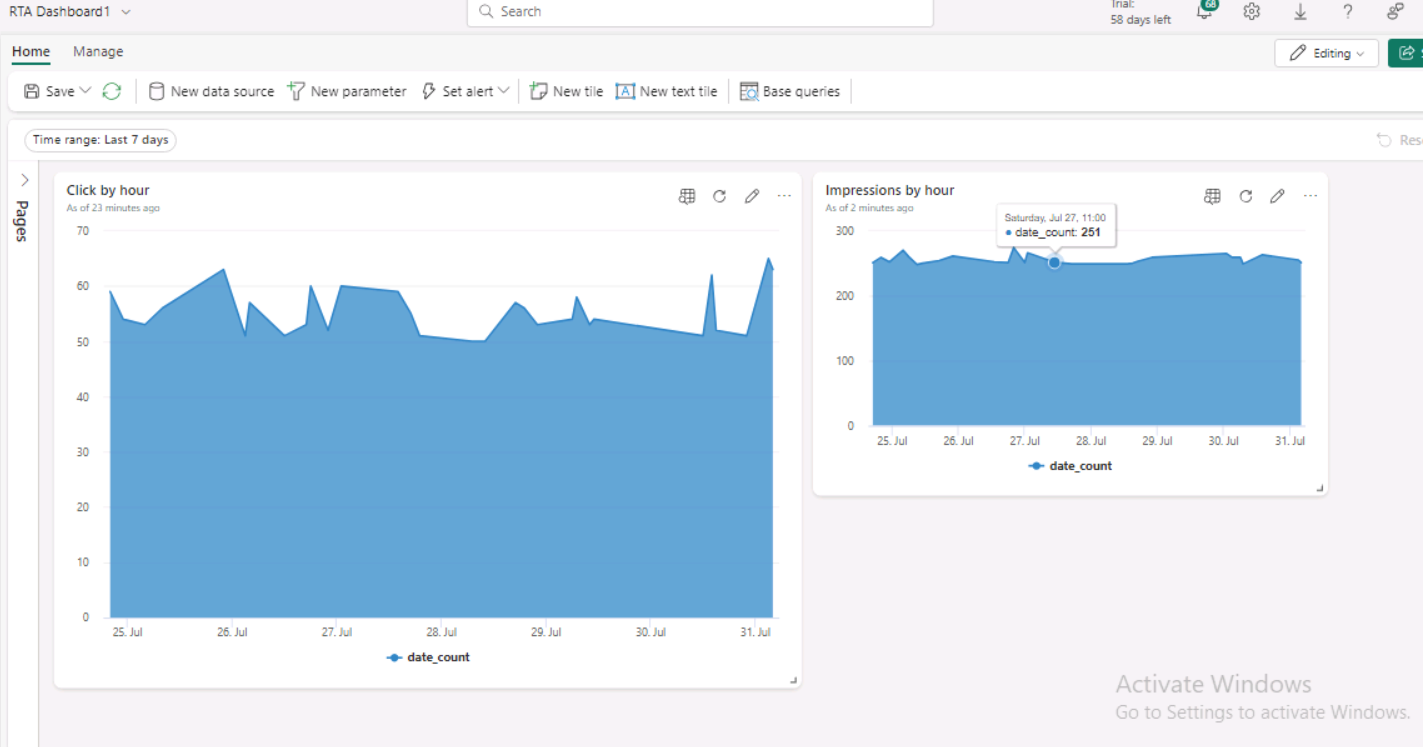 RTA Dashboard1
Search
Trial:
58 days left
68
Home
Manage
Editing
Save
New data source
New parameter
Set alert
New tile
New text tile
Base queries
Time range: Last 7 days
Rese
Pages
Click by hour
As of 23 minutes ago
70
60
50
40
30
20
10
0
25. Jul
26. Jul
27. Jul
28. Jul
29. Jul
30. Jul
31. Jul
date_count
Impressions by hour
As of 2 minutes ago
Saturday, Jul 27, 11:00
date_count: 251
300
200
100
0
25. Jul
26. Jul
27. Jul
28. Jul
29. Jul
30. Jul
31. Jul
date_count
Activate Windows
Go to Settings to activate Windows.